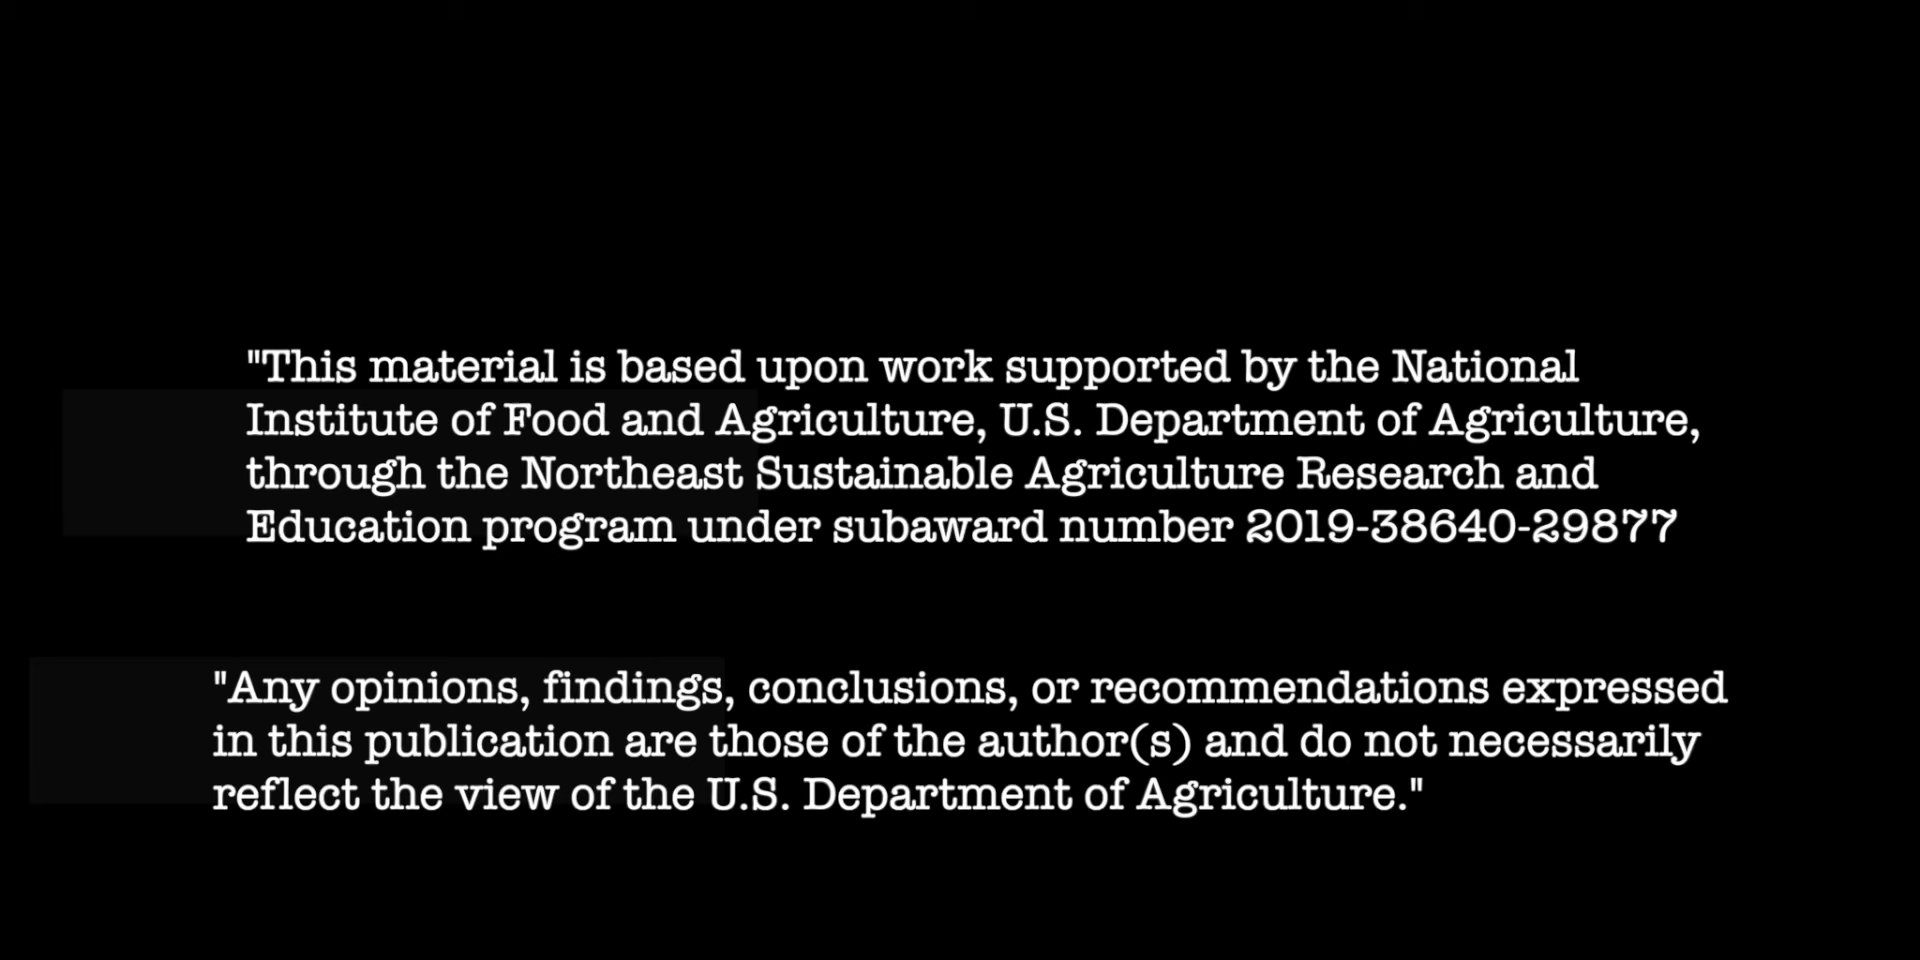 "This material is based upon work supported by the National
Institute of Food and Agriculture, U.S. Department of Agriculture,
through the Northeast Sustainable Agriculture Research and
Education program under subaward number 2019-38640-29877
"Any opinions, findings, conclusions, or recommendations expressed
in this publication are those of the author(s) and do not necessarily
reflect the view of the U.S. Department of Agriculture."